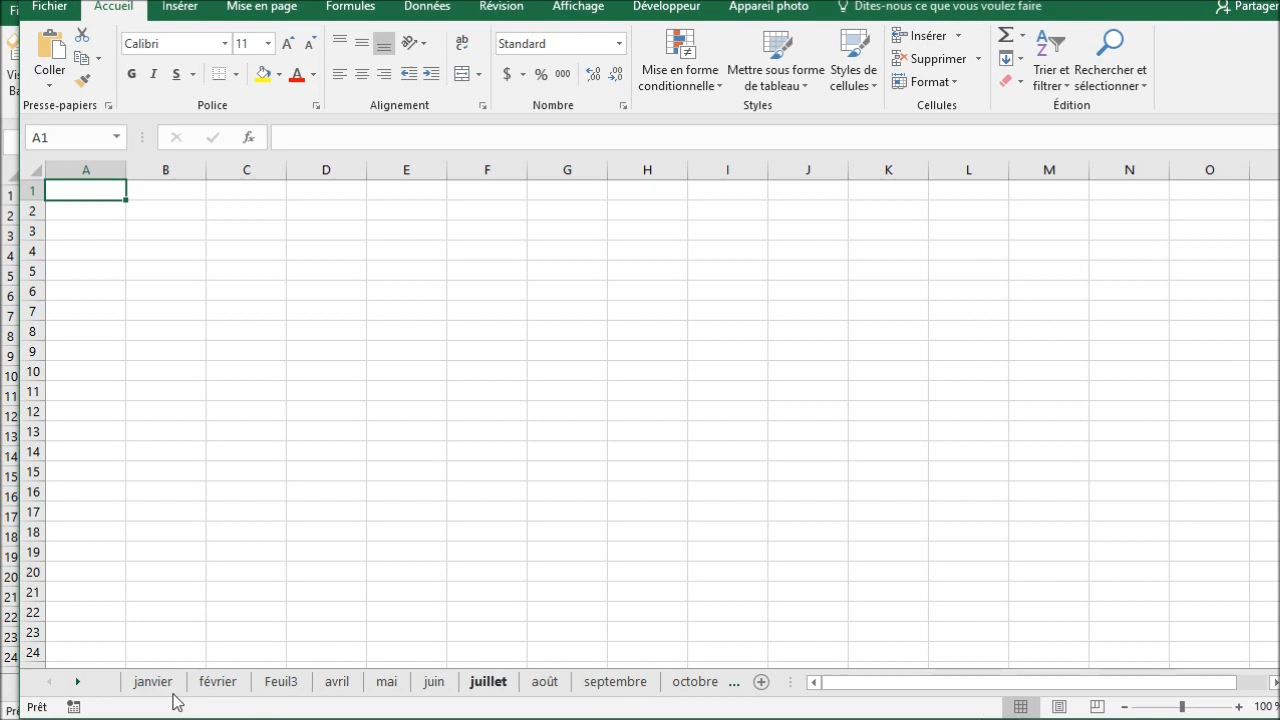 Fi
Fichier Accueil Insérer Mise en page Formules Données Révision Affichage Développeur Appareil photo Dites-nous ce que vous voulez faire Partager
Calibri 11 Standard
Insérer
Supprimer
Format
Coller
G I S $ % 000
Mise en forme conditionnelle
Mettre sous forme de tableau
Styles de cellules
Trier et filtrer
Rechercher et sélectionner
Presse-papiers Police Alignement Nombre Styles Cellules Édition
A1 fx
A B C D E F G H I J K L M N O
1
2
3
4
5
6
7
8
9
10
11
12
13
14
15
16
17
18
19
20
21
22
23
24
janvier février Feuil3 avril mai juin juillet août septembre octobre ...
Prêt 100